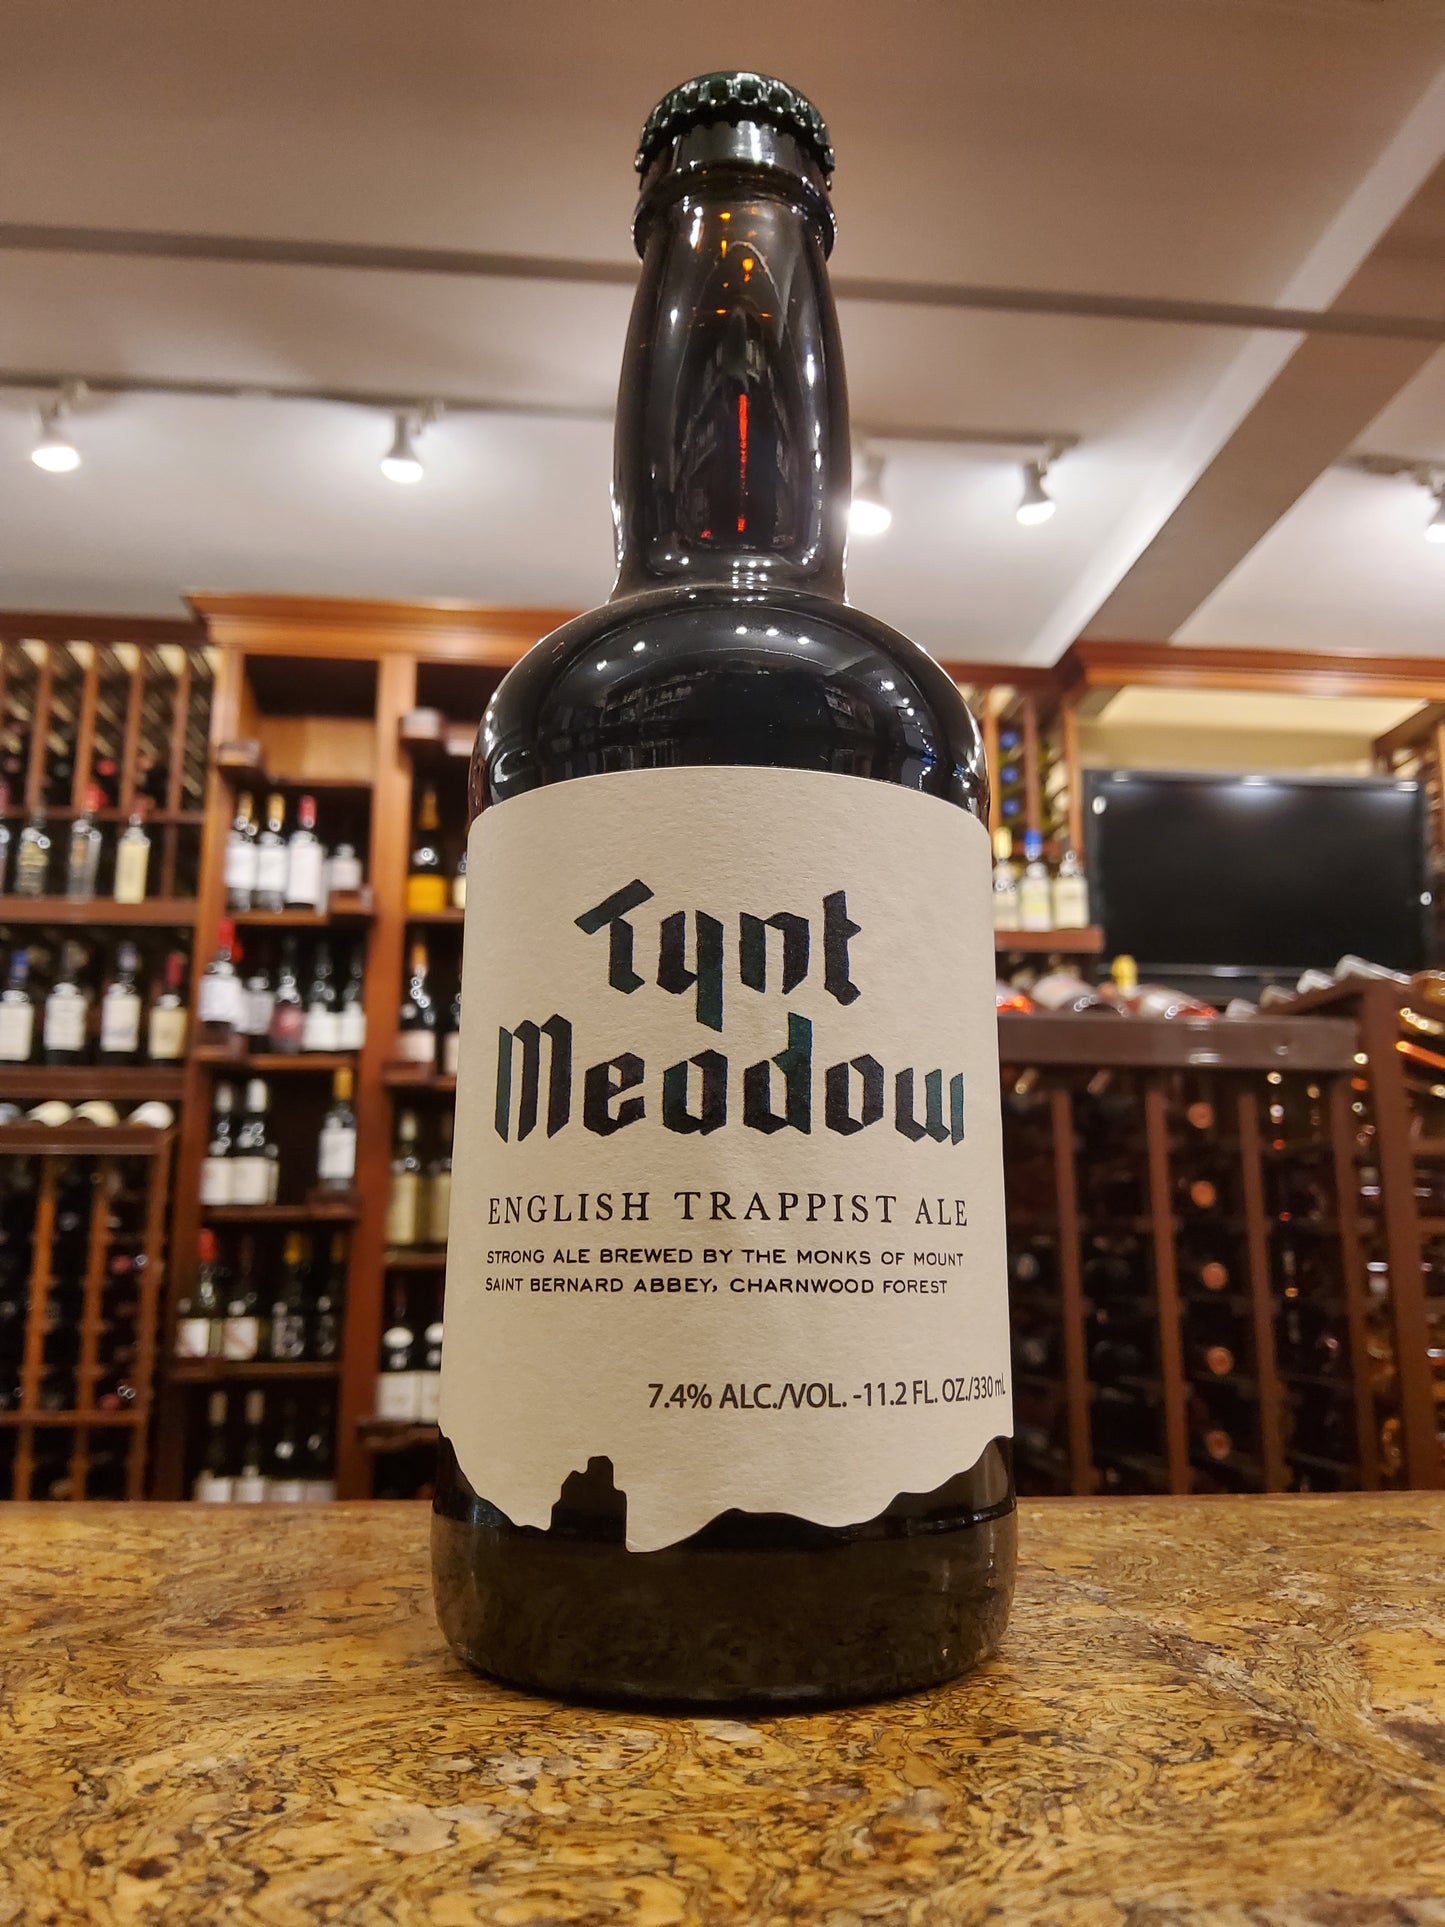 Tynt
Meadow
ENGLISH TRAPPIST ALE
STRONG ALE BREWED BY THE MONKS OF MOUNT
SAINT BERNARD ABBEY, CHARNWOOD FOREST
7.4% ALC./VOL. -11.2 FL. OZ./330 mL